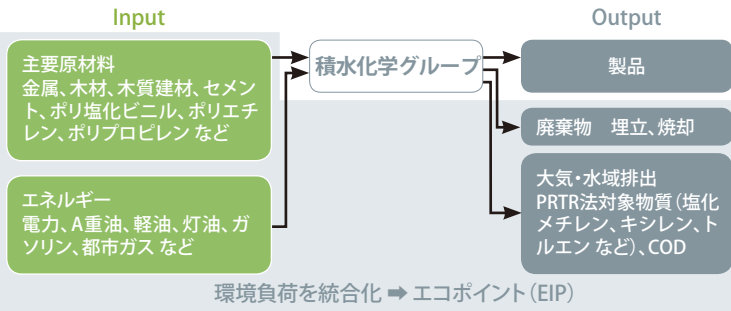 Input
Output
主要原材料
金属、木材、木質建材、セメン
ト、ポリ塩化ビニル、ポリエチ
レン、ポリプロピレン など
エネルギー
電力、A重油、軽油、灯油、ガ
ソリン、都市ガス など
積水化学グループ
製品
廃棄物　埋立、焼却
大気・水域排出
PRTR法対象物質（塩化
メチレン、キシレン、ト
ルエン など）、COD
環境負荷を統合化 ➡ エコポイント（EIP）